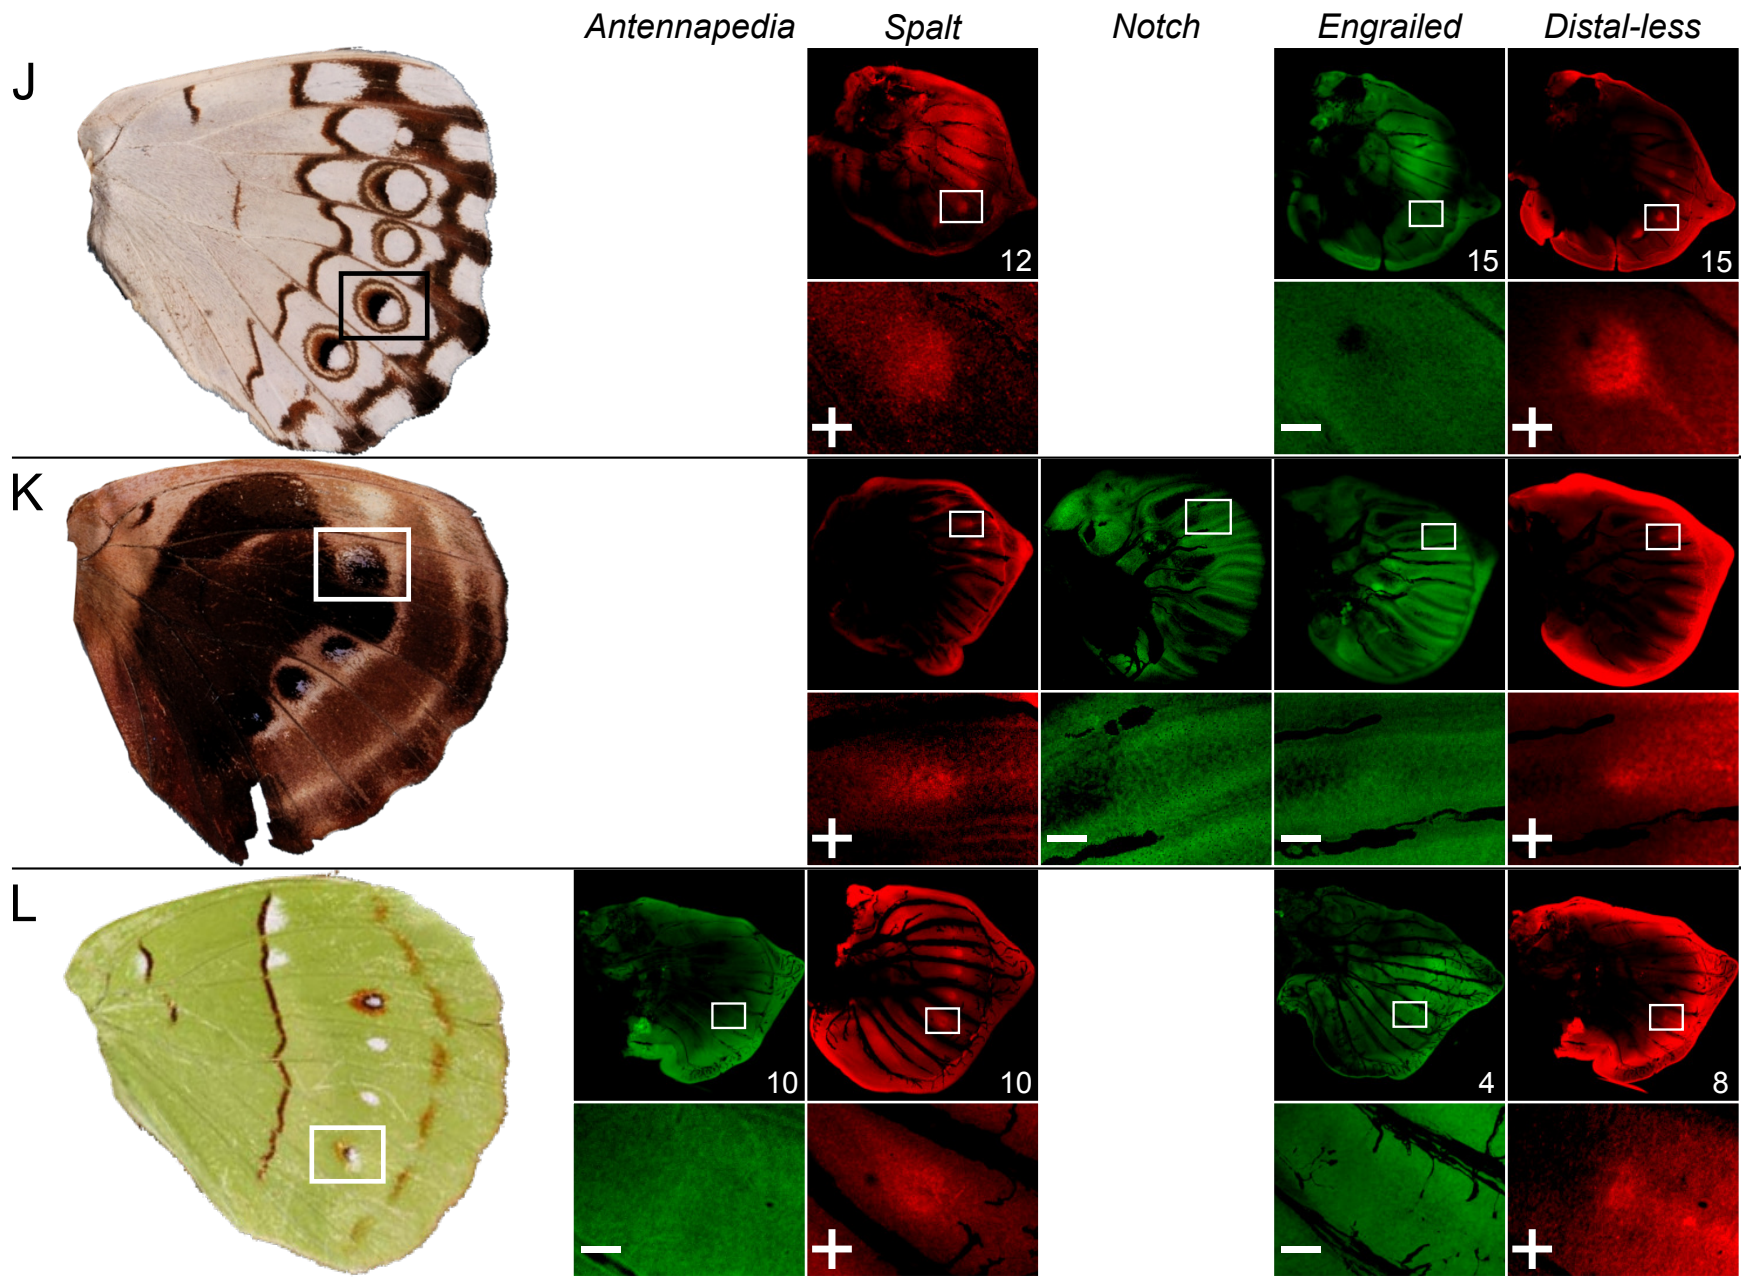 Antennapedia Spalt Notch Engrailed Distal-less
J
12 15 15
+ − +
K
+ − − +
L
10 10 4 8
− + − +